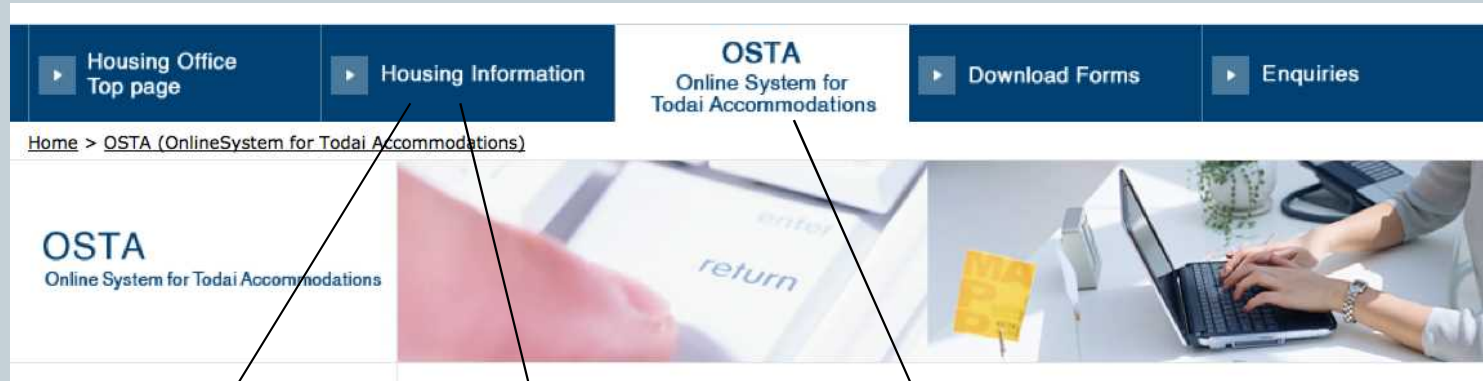 Housing Office
Top page
Housing Information
OSTA
Online System for
Todai Accommodations
Download Forms
Enquiries
Home > OSTA (OnlineSystem for Todai Accommodations)
OSTA
Online System for Todai Accommodations
enter
return
MAPP